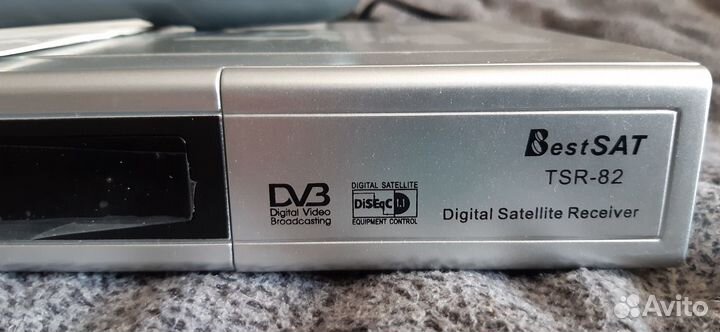 BestSAT
TSR-82
DVB
Digital Video
Broadcasting
DIGITAL SATELLITE
DiSEqC 1.1
EQUIPMENT CONTROL
Digital Satellite Receiver
Avito